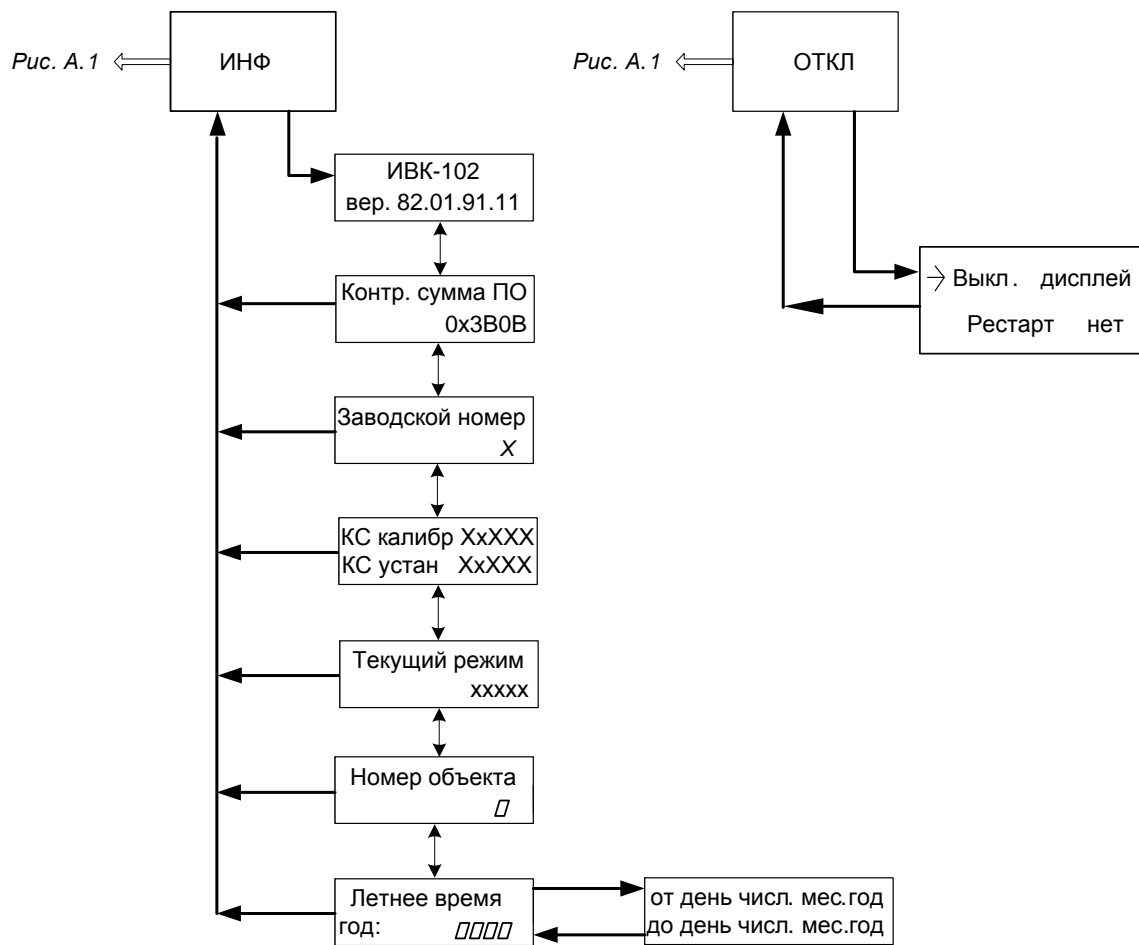 Рис. А.1
ИНФ
Рис. А.1
ОТКЛ
ИВК-102
вер. 82.01.91.11
Контр. сумма ПО
0x3B0B
Заводской номер
X
КС калибр XxXXX
КС устан XxXXX
Текущий режим
xxxxx
Номер объекта
Летнее время
год:
от день числ. мес.год
до день числ. мес.год
Выкл. дисплей
Рестарт нет